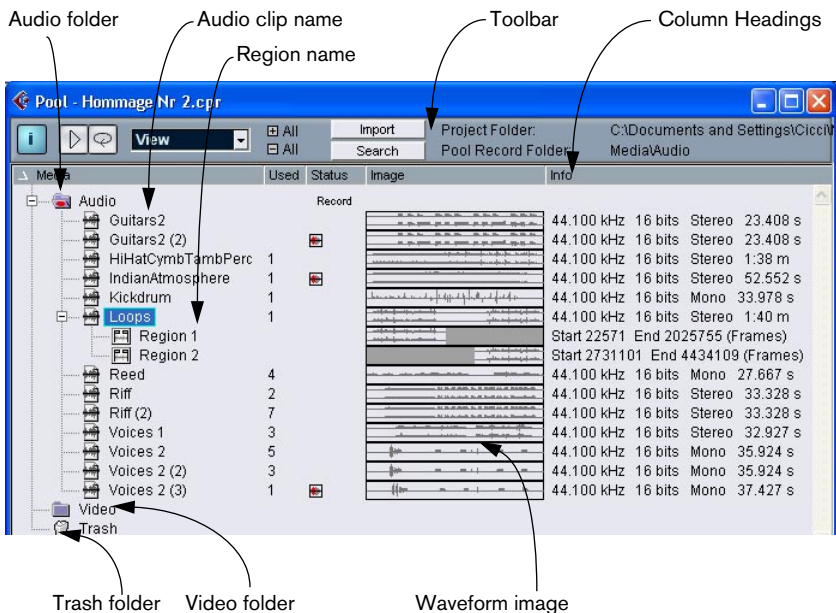 Audio folder Audio clip name Toolbar Column Headings
Region name
Pool - Hommage Nr 2.cpr
i View All Import Project Folder: C:\Documents and Settings\Cicci\
All Search Pool Record Folder: Media\Audio
Media Used Status Image Info
Audio Record
Guitars2 44.100 kHz 16 bits Stereo 23.408 s
Guitars2 (2) 44.100 kHz 16 bits Stereo 23.408 s
HiHatCymbTambPerc 1 44.100 kHz 16 bits Stereo 1:38 m
IndianAtmosphere 1 44.100 kHz 16 bits Stereo 52.552 s
Kickdrum 1 44.100 kHz 16 bits Mono 33.978 s
Loops 1 44.100 kHz 16 bits Stereo 1:40 m
Region 1 Start 22571 End 2025755 (Frames)
Region 2 Start 2731101 End 4434109 (Frames)
Reed 4 44.100 kHz 16 bits Mono 27.667 s
Riff 2 44.100 kHz 16 bits Stereo 33.328 s
Riff (2) 7 44.100 kHz 16 bits Stereo 33.328 s
Voices 1 3 44.100 kHz 16 bits Stereo 32.927 s
Voices 2 5 44.100 kHz 16 bits Mono 35.924 s
Voices 2 (2) 3 44.100 kHz 16 bits Mono 35.924 s
Voices 2 (3) 1 44.100 kHz 16 bits Mono 37.427 s
Video
Trash
Trash folder Video folder Waveform image